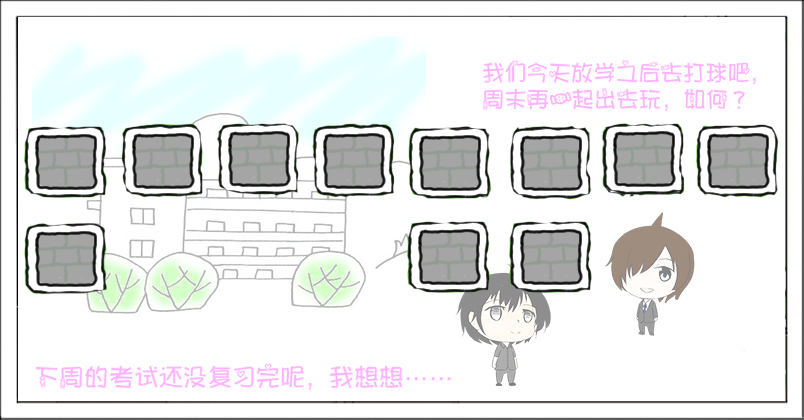 我们今天放学之后去打球吧，
周末再一起出去玩，如何？
下周的考试还没复习完呢，我想想……